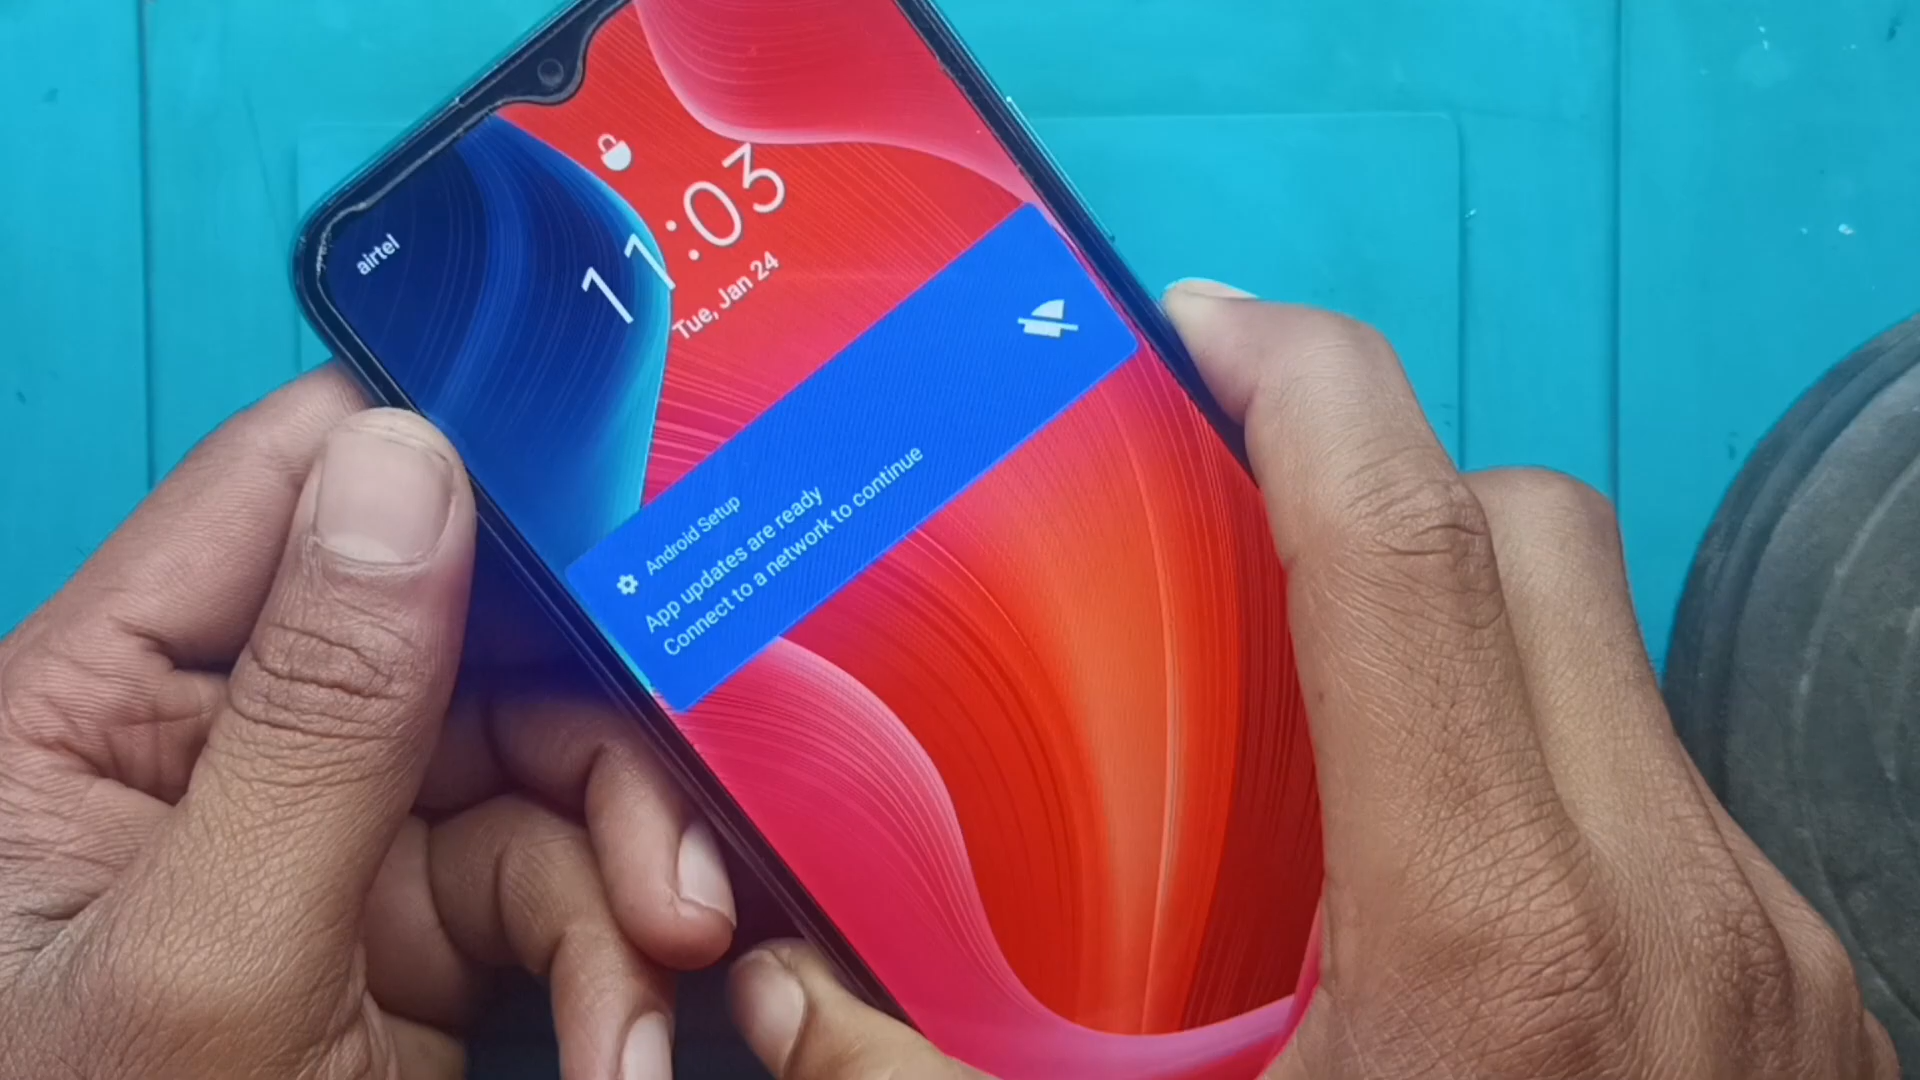 airtel
11:03
Tue, Jan 24
Android Setup
App updates are ready
Connect to a network to continue